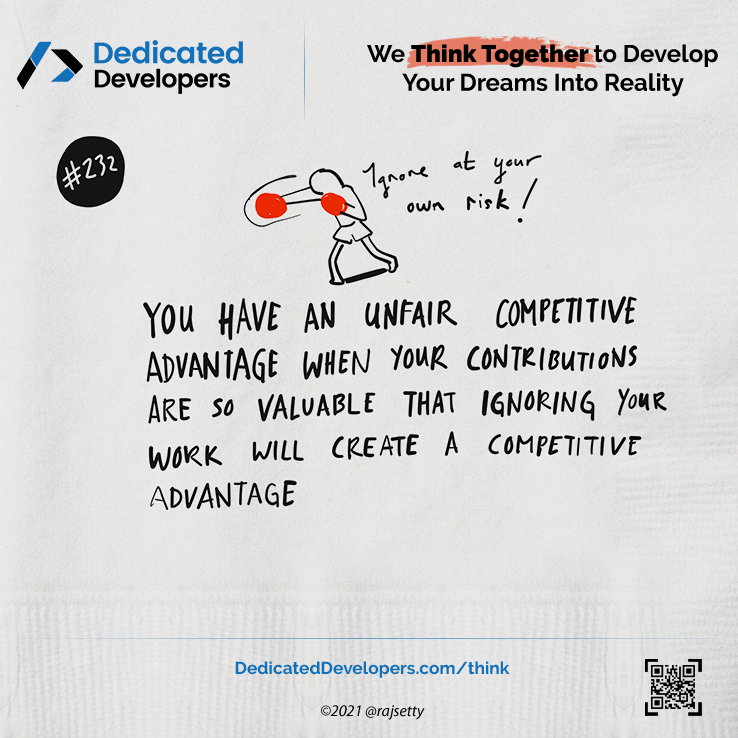 Dedicated
Developers
We Think Together to Develop
Your Dreams Into Reality
#232
Ignore at your
own risk!
YOU HAVE AN UNFAIR COMPETITIVE
ADVANTAGE WHEN YOUR CONTRIBUTIONS
ARE SO VALUABLE THAT IGNORING YOUR
WORK WILL CREATE A COMPETITIVE
ADVANTAGE
DedicatedDevelopers.com/think
©2021 @rajsetty